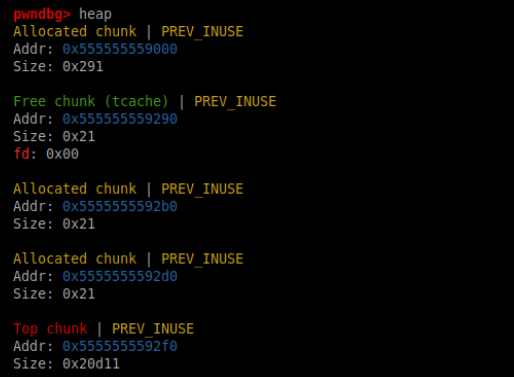 pwndbg> heap
Allocated chunk | PREV_INUSE
Addr: 0x555555559000
Size: 0x291
Free chunk (tcache) | PREV_INUSE
Addr: 0x555555559290
Size: 0x21
fd: 0x00
Allocated chunk | PREV_INUSE
Addr: 0x5555555592b0
Size: 0x21
Allocated chunk | PREV_INUSE
Addr: 0x5555555592d0
Size: 0x21
Top chunk | PREV_INUSE
Addr: 0x5555555592f0
Size: 0x20d11